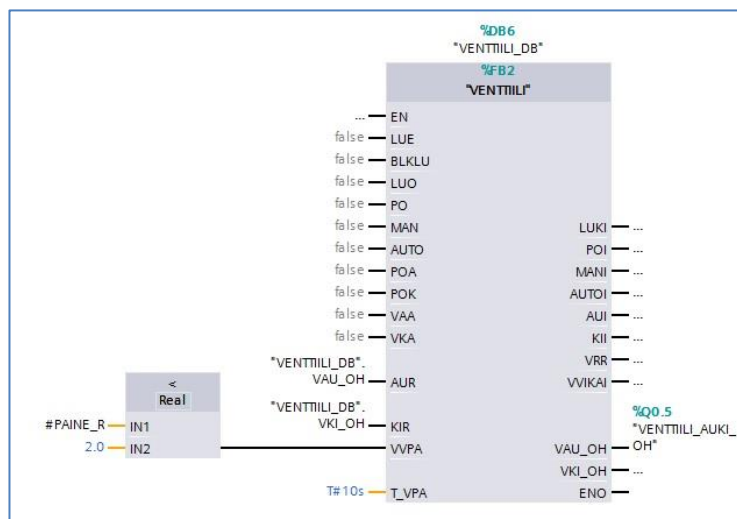 %DB6
"VENTTIILI_DB"
%FB2
"VENTTIILI"
... EN
false LUE
false BLKLU
false LUO
false PO
false MAN LUKI ...
false AUTO POI ...
false POA MANI ...
false POK AUTOI ...
false VAA AUI ...
false VKA KII ...
VRR ...
"VENTTIILI_DB".
VAU_OH AUR VVIKAI ...
"VENTTIILI_DB".
VKI_OH KIR
%Q0.5
"VENTTIILI_AUKI_
OH"
<
Real
#PAINE_R IN1
2.0 IN2
VVPA VAU_OH
VKI_OH ...
T#10s T_VPA ENO